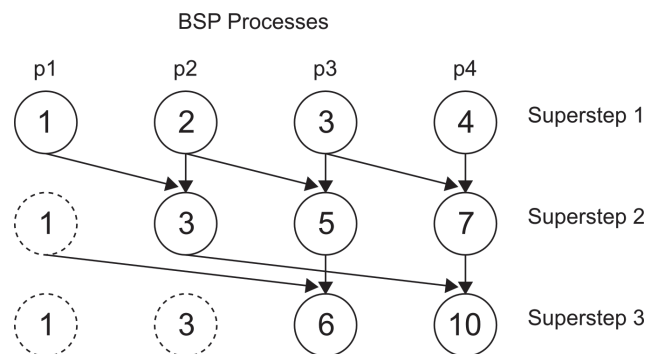 BSP Processes
p1 p2 p3 p4
1 2 3 4 Superstep 1
1 3 5 7 Superstep 2
1 3 6 10 Superstep 3